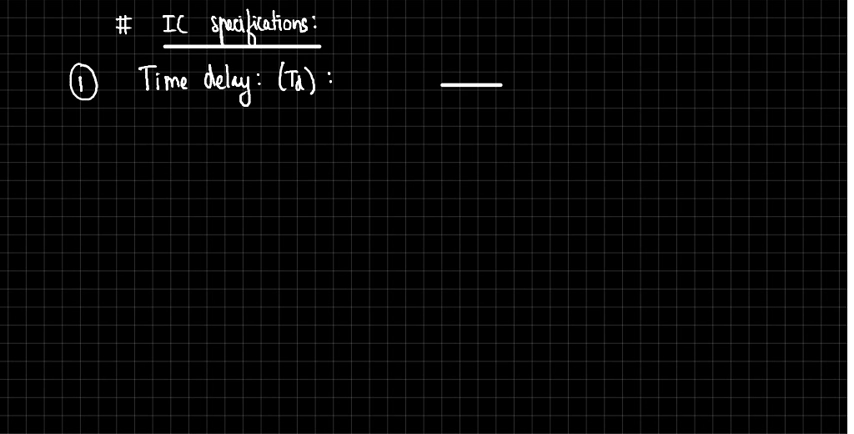 # IC specifications:
① Time delay: (Td) :